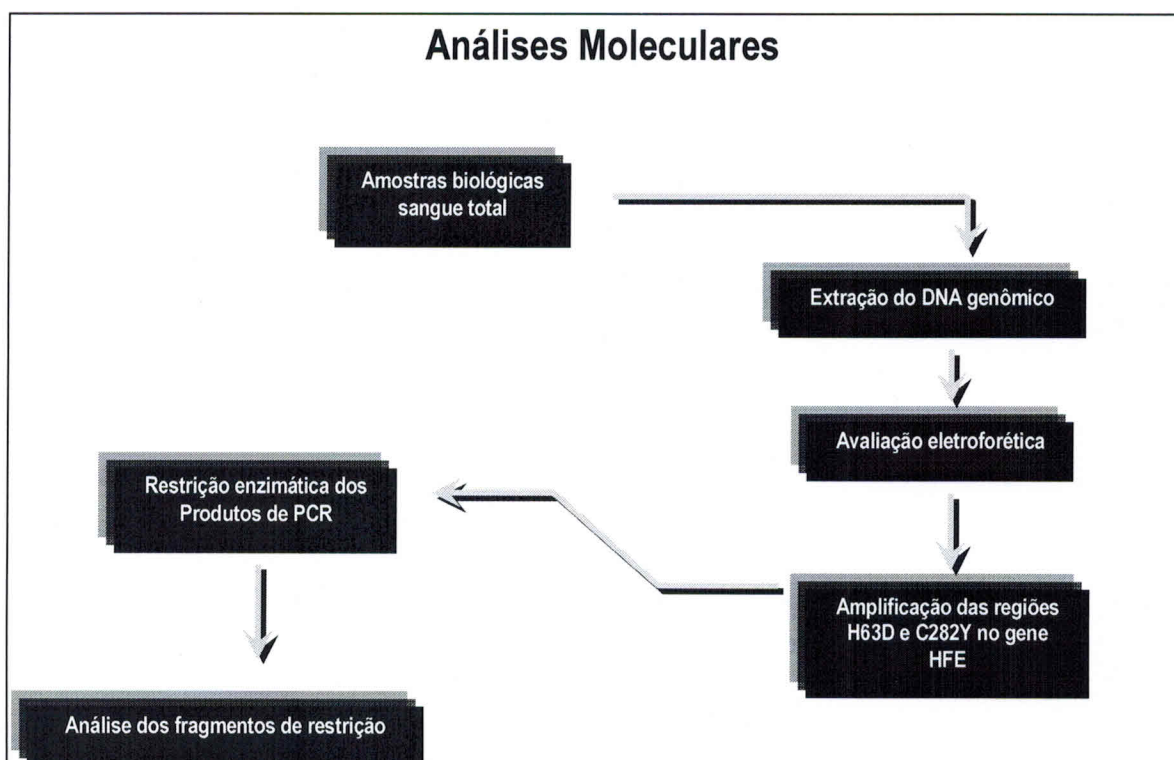 Análises Moleculares
Amostras biológicas
sangue total
Extração do DNA genômico
Avaliação eletroforética
Amplificação das regiões
H63D e C282Y no gene
HFE
Restrição enzimática dos
Produtos de PCR
Análise dos fragmentos de restrição